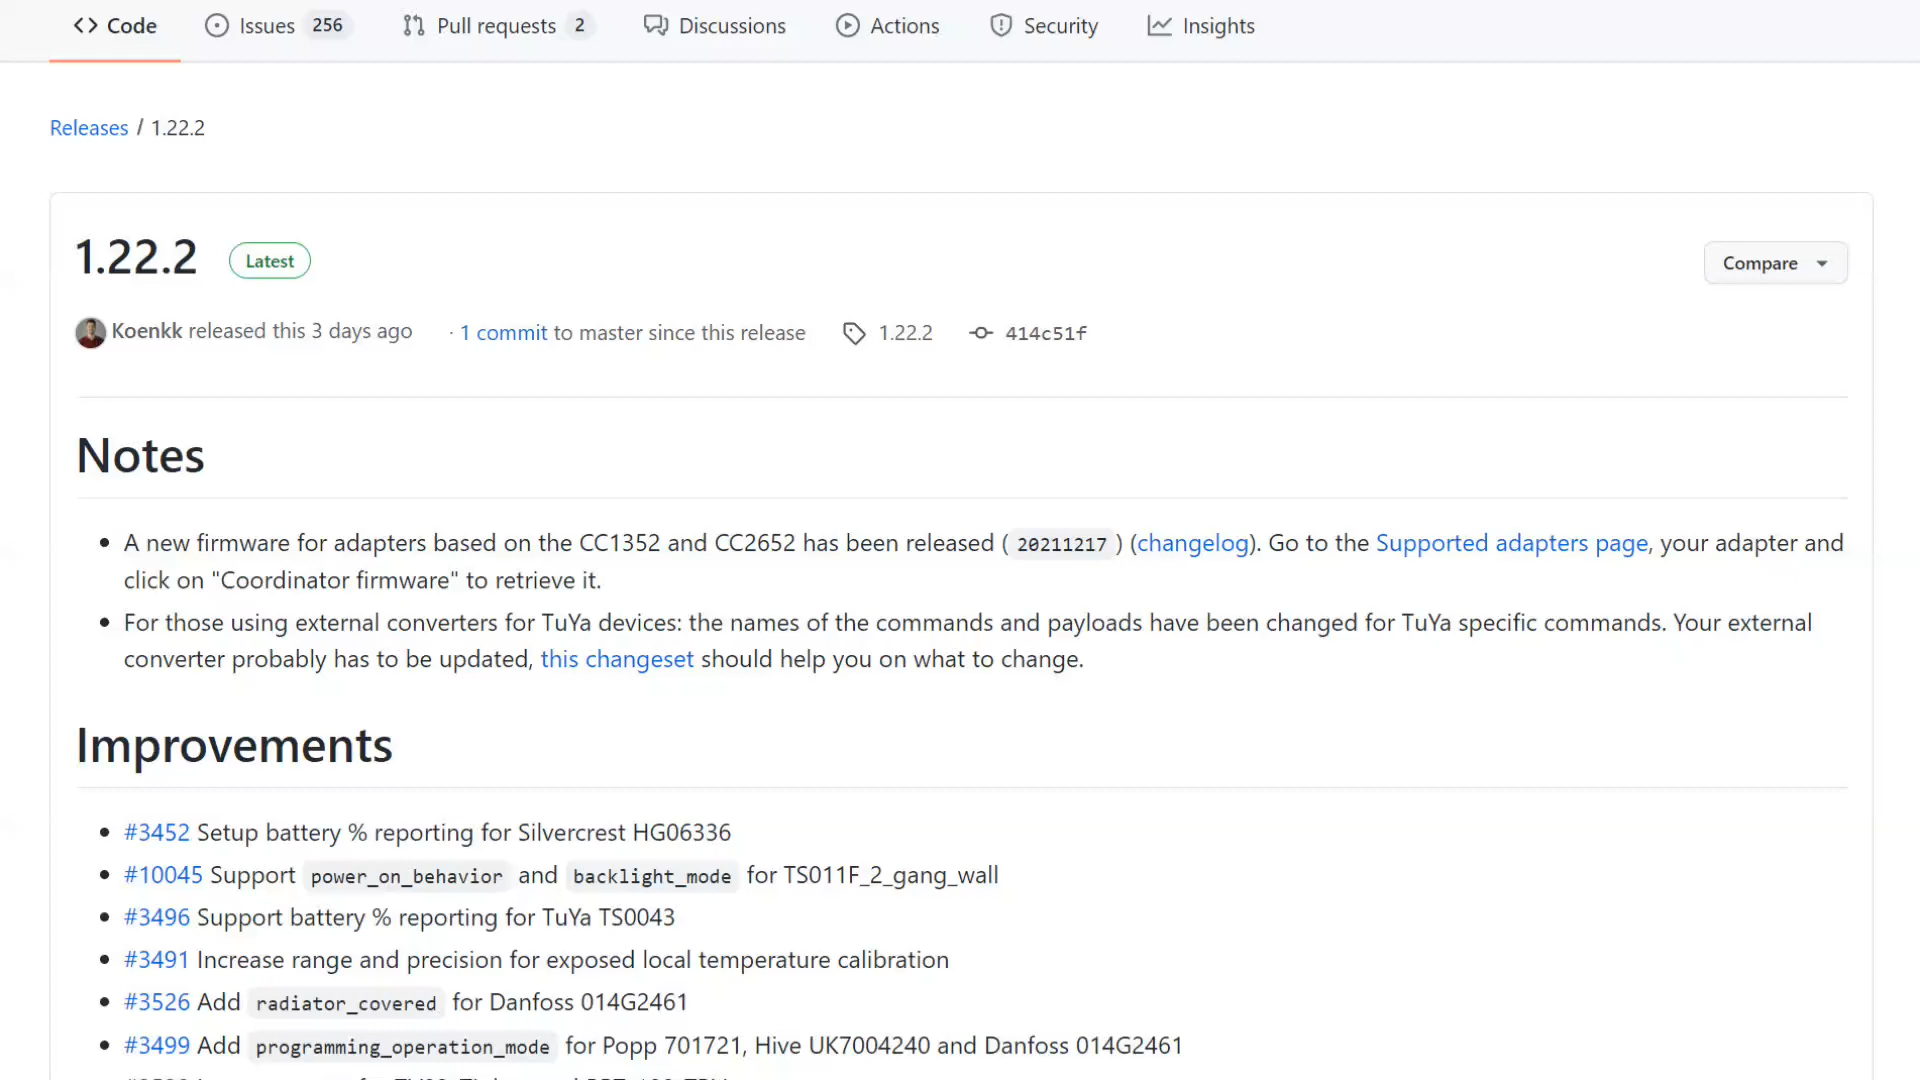 Code Issues 256 Pull requests 2 Discussions Actions Security Insights
Releases / 1.22.2
1.22.2 Latest Compare
Koenkk released this 3 days ago · 1 commit to master since this release 1.22.2 414c51f
Notes
A new firmware for adapters based on the CC1352 and CC2652 has been released ( 20211217 ) (changelog). Go to the Supported adapters page, your adapter and
click on "Coordinator firmware" to retrieve it.
For those using external converters for TuYa devices: the names of the commands and payloads have been changed for TuYa specific commands. Your external
converter probably has to be updated, this changeset should help you on what to change.
Improvements
#3452 Setup battery % reporting for Silvercrest HG06336
#10045 Support power_on_behavior and backlight_mode for TS011F_2_gang_wall
#3496 Support battery % reporting for TuYa TS0043
#3491 Increase range and precision for exposed local temperature calibration
#3526 Add radiator_covered for Danfoss 014G2461
#3499 Add programming_operation_mode for Popp 701721, Hive UK7004240 and Danfoss 014G2461